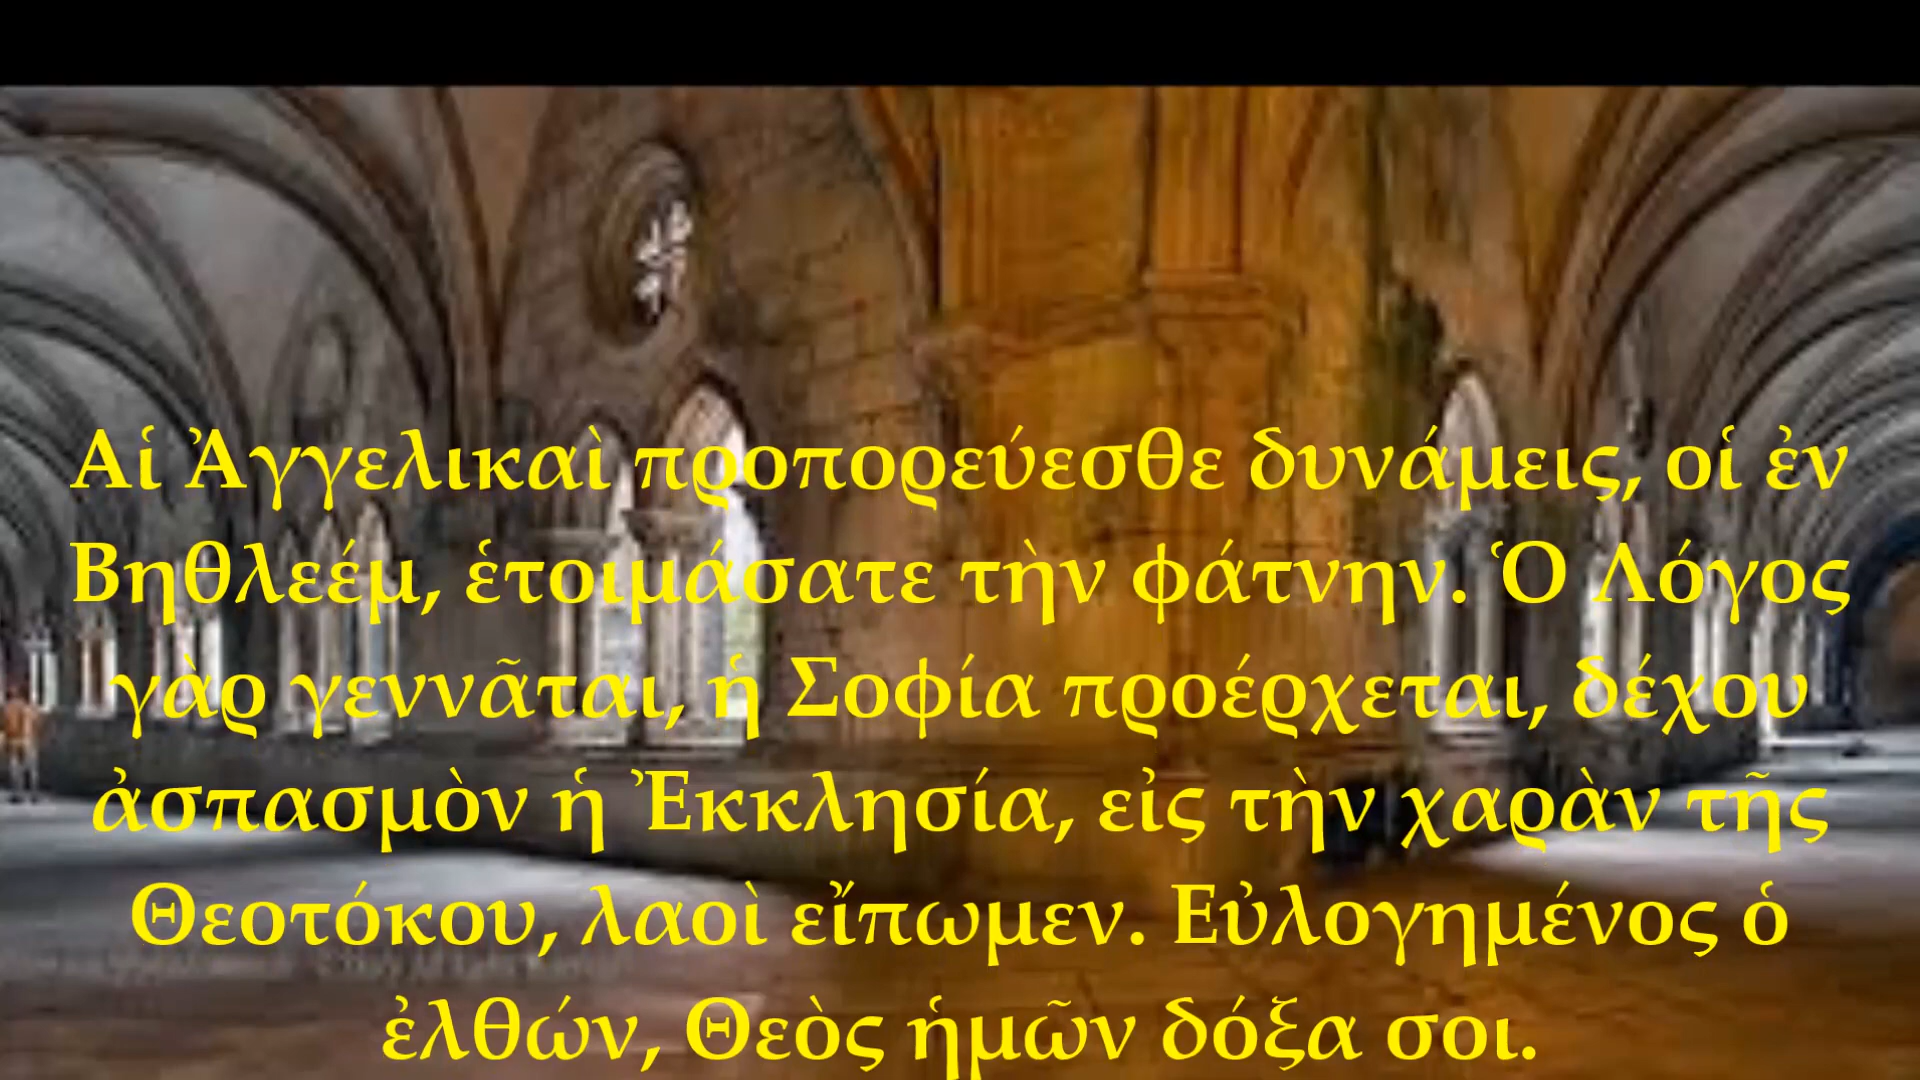 Αἱ Ἀγγελικαὶ προπορεύεσθε δυνάμεις, οἱ ἐν
Βηθλεέμ, ἑτοιμάσατε τὴν φάτνην. Ὁ Λόγος
γὰρ γεννᾶται, ἡ Σοφία προέρχεται, δέχου
ἀσπασμὸν ἡ Ἐκκλησία, εἰς τὴν χαρὰν τῆς
Θεοτόκου, λαοὶ εἴπωμεν. Εὐλογημένος ὁ
ἐλθών, Θεὸς ἡμῶν δόξα σοι.